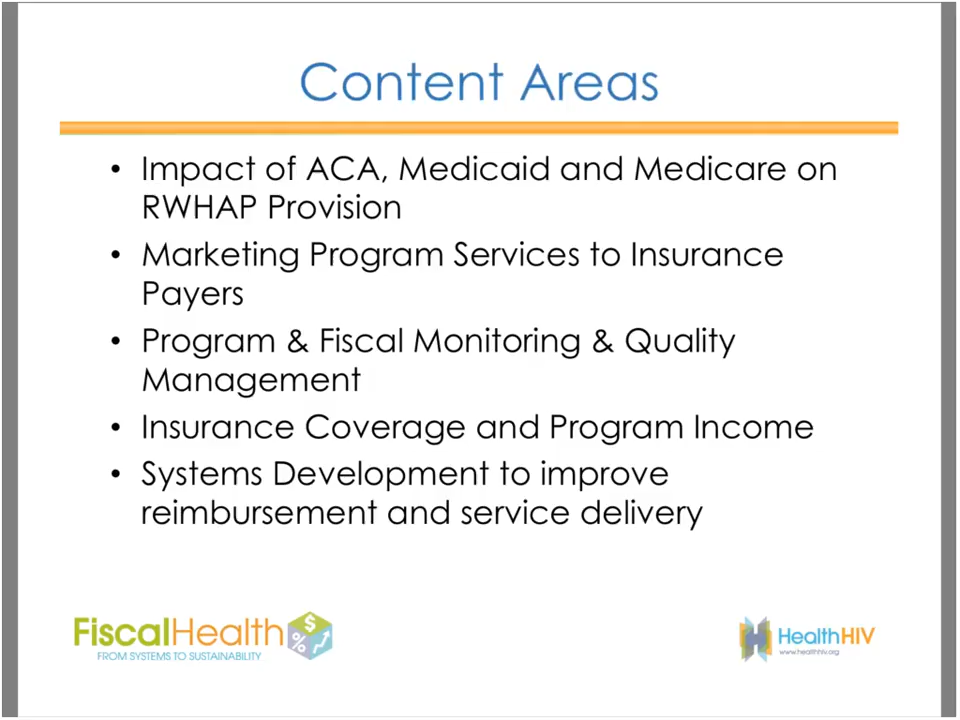 Content Areas
• Impact of ACA, Medicaid and Medicare on
RWHAP Provision
• Marketing Program Services to Insurance
Payers
• Program & Fiscal Monitoring & Quality
Management
• Insurance Coverage and Program Income
• Systems Development to improve
reimbursement and service delivery
FiscalHealth $ %
FROM SYSTEMS TO SUSTAINABILITY
H HealthHIV
www.healthhiv.org